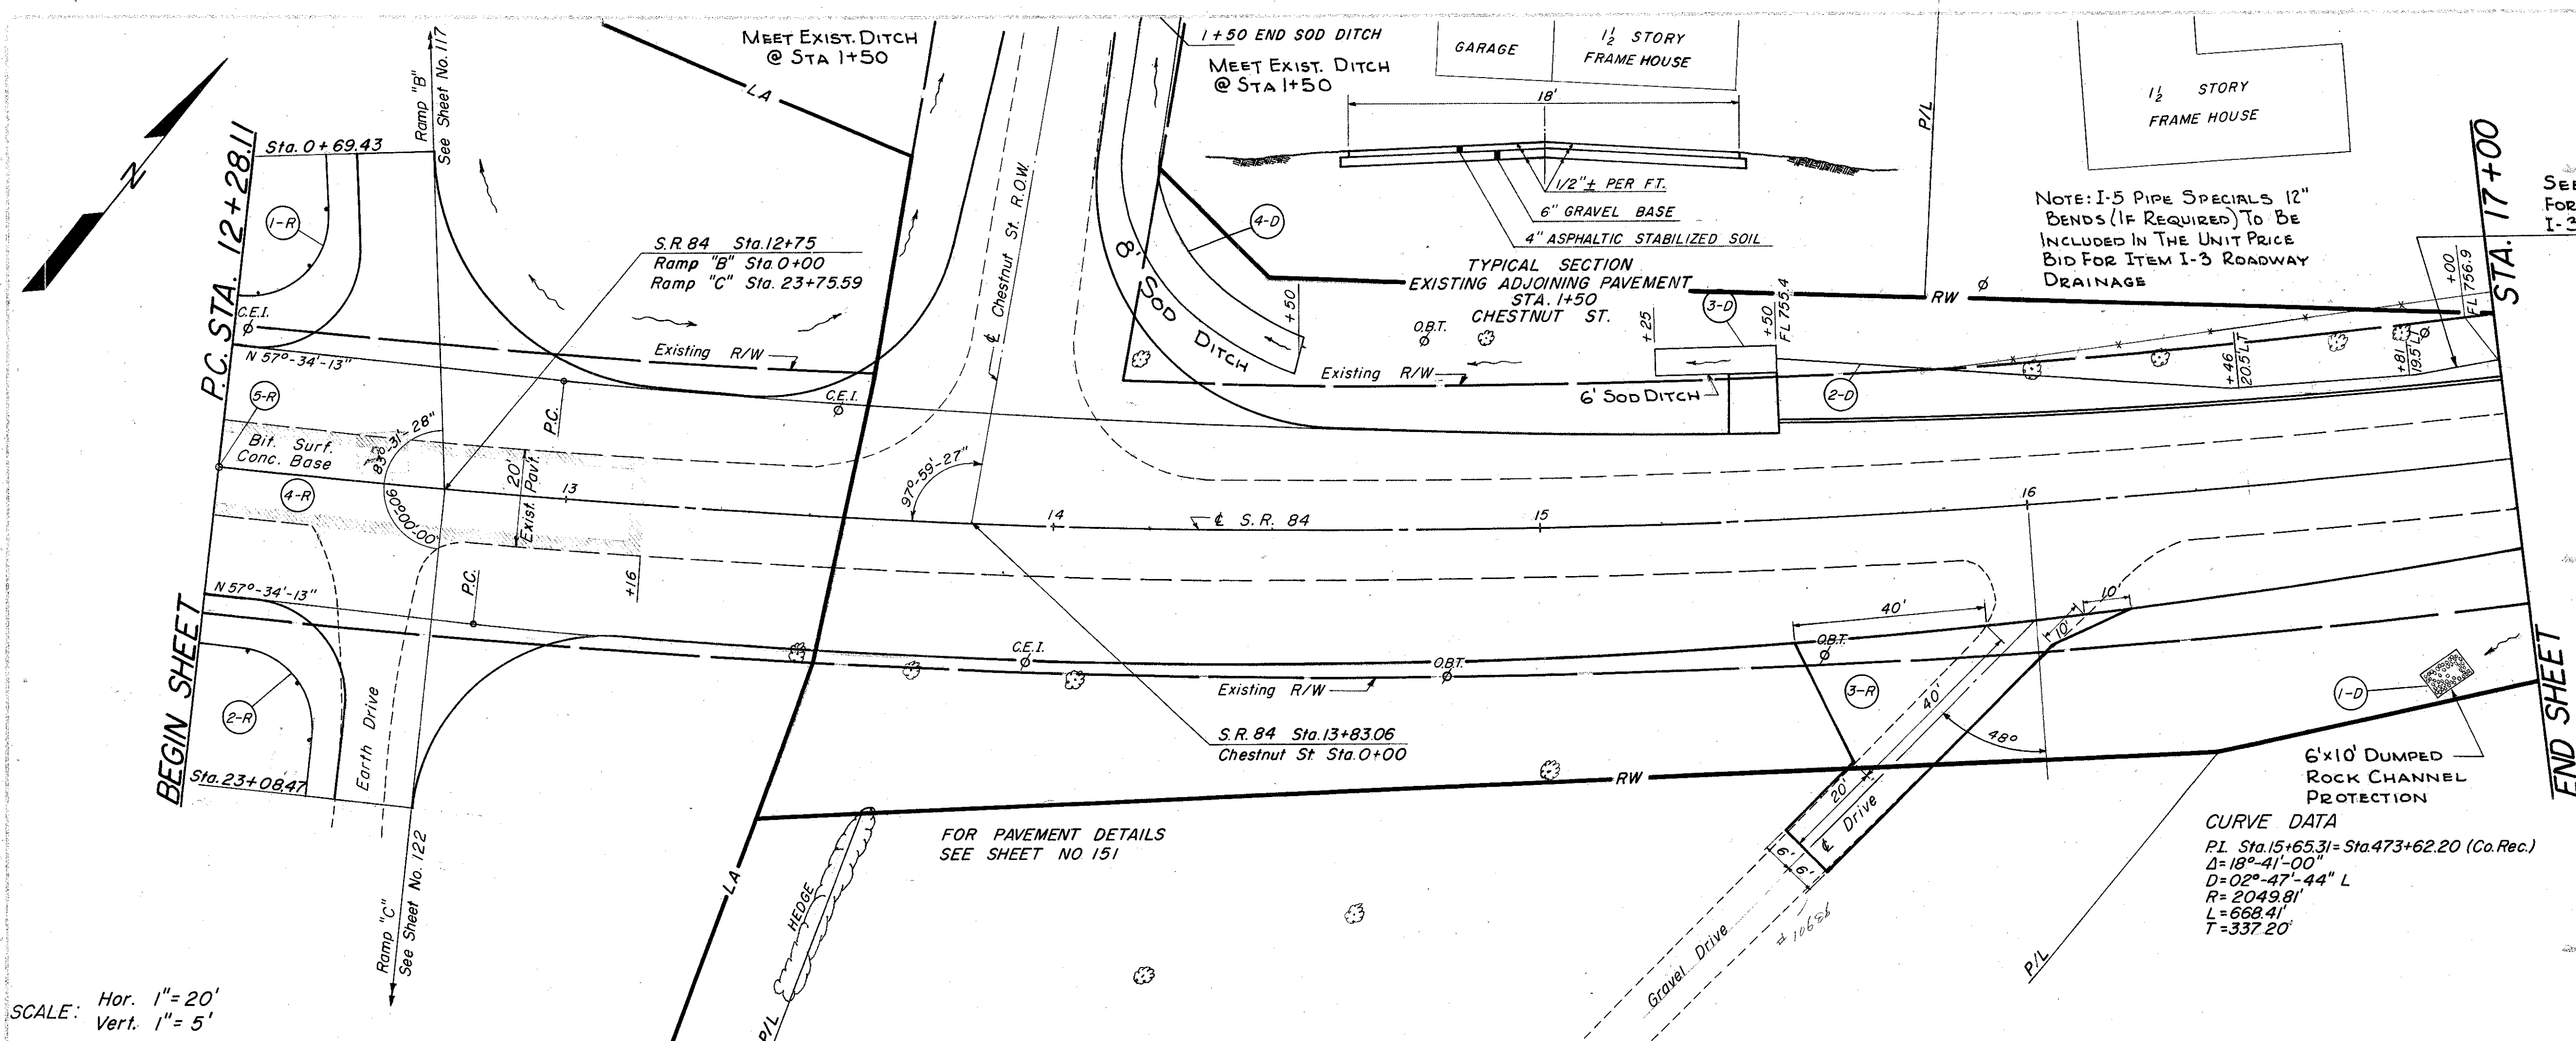 MEET EXIST. DITCH
@ STA 1+50
1+50 END SOD DITCH
MEET EXIST. DITCH
@ STA 1+50
GARAGE
1½ STORY
FRAME HOUSE
1½ STORY
FRAME HOUSE
P/L
18'
1/2"± PER FT.
6" GRAVEL BASE
4" ASPHALTIC STABILIZED SOIL
TYPICAL SECTION
EXISTING ADJOINING PAVEMENT
STA. 1+50
CHESTNUT ST.
NOTE: I-5 PIPE SPECIALS 12"
BENDS (IF REQUIRED) TO BE
INCLUDED IN THE UNIT PRICE
BID FOR ITEM I-3 ROADWAY
DRAINAGE
SEE
FOR
I-3
STA. 17+00
+00
FL 756.9
N
P.C. STA. 12+28.11
Sta. 0+69.43
Ramp "B"
See Sheet No. 117
LA
1-R
C.E.I.
N 57°-34'-13"
S.R. 84 Sta. 12+75
Ramp "B" Sta. 0+00
Ramp "C" Sta. 23+75.59
Existing R/W
C.E.I.
P.C.
℄ Chestnut St. R.O.W.
8' SOD DITCH
4-D
+50
Existing R/W
O.B.T.
+25
3-D
+50
FL 755.4
6' SOD DITCH
2-D
RW
+46
20.5 LT
+81
19.5 LT
5-R
Bit. Surf.
Conc. Base
4-R
83°-31'-28"
90°-00'-00"
20'
Exist. Pav't.
13
+16
97°-59'-27"
14
℄ S.R. 84
15
16
BEGIN SHEET
N 57°-34'-13"
P.C.
2-R
Sta. 23+08.47
Earth Drive
Ramp "C"
See Sheet No. 122
C.E.I.
Existing R/W
O.B.T.
O.B.T.
S.R. 84 Sta. 13+83.06
Chestnut St. Sta. 0+00
40'
10'
10'
3-R
40'
48°
20'
℄ Drive
6'
6'
Gravel Drive
RW
1-D
6'x10' DUMPED
ROCK CHANNEL
PROTECTION
END SHEET
FOR PAVEMENT DETAILS
SEE SHEET NO. 151
HEDGE
LA
P/L
P/L
CURVE DATA
P.I. Sta. 15+65.31 = Sta. 473+62.20 (Co. Rec.)
Δ = 18°-41'-00"
D = 02°-47'-44" L
R = 2049.81'
L = 668.41'
T = 337.20'
SCALE: Hor. 1" = 20'
Vert. 1" = 5'